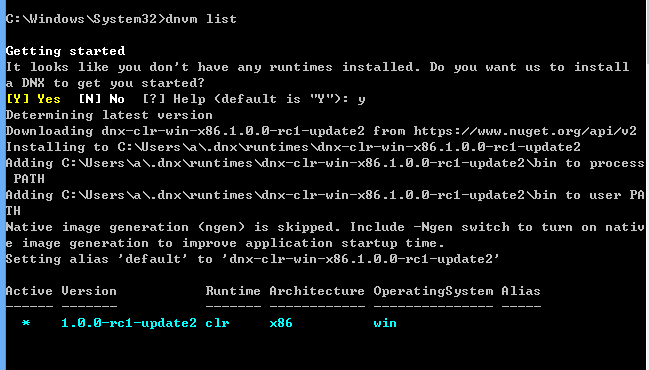 C:\Windows\System32>dnvm list
Getting started
It looks like you don't have any runtimes installed. Do you want us to install
a DNX to get you started?
[Y] Yes  [N] No  [?] Help (default is "Y"): y
Determining latest version
Downloading dnx-clr-win-x86.1.0.0-rc1-update2 from https://www.nuget.org/api/v2
Installing to C:\Users\a\.dnx\runtimes\dnx-clr-win-x86.1.0.0-rc1-update2
Adding C:\Users\a\.dnx\runtimes\dnx-clr-win-x86.1.0.0-rc1-update2\bin to process
 PATH
Adding C:\Users\a\.dnx\runtimes\dnx-clr-win-x86.1.0.0-rc1-update2\bin to user PA
TH
Native image generation (ngen) is skipped. Include -Ngen switch to turn on nativ
e image generation to improve application startup time.
Setting alias 'default' to 'dnx-clr-win-x86.1.0.0-rc1-update2'
Active Version           Runtime Architecture OperatingSystem Alias
------ -------           ------- ------------ --------------- -----
  *    1.0.0-rc1-update2 clr     x86          win